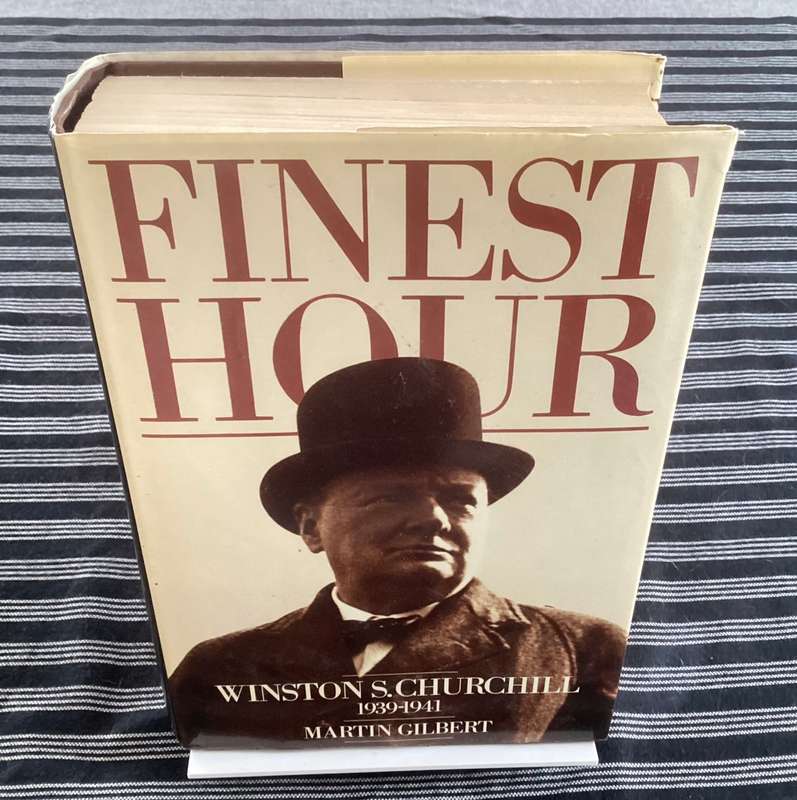 FINEST
HOUR
WINSTON S. CHURCHILL
1939-1941
MARTIN GILBERT